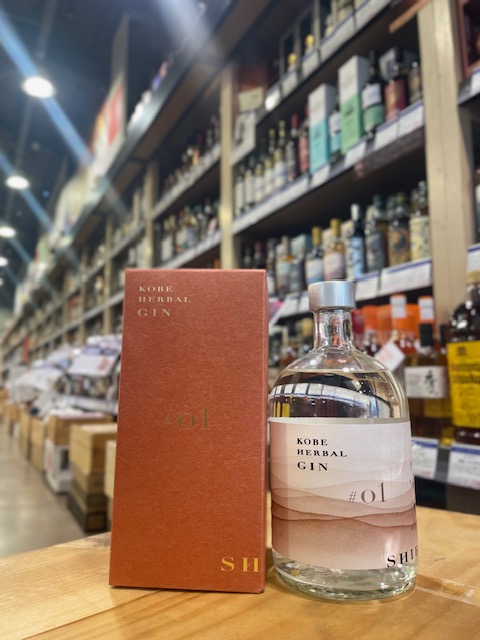 KOBE
HERBAL
GIN
#01
SH
KOBE
HERBAL
GIN
#01
SHI